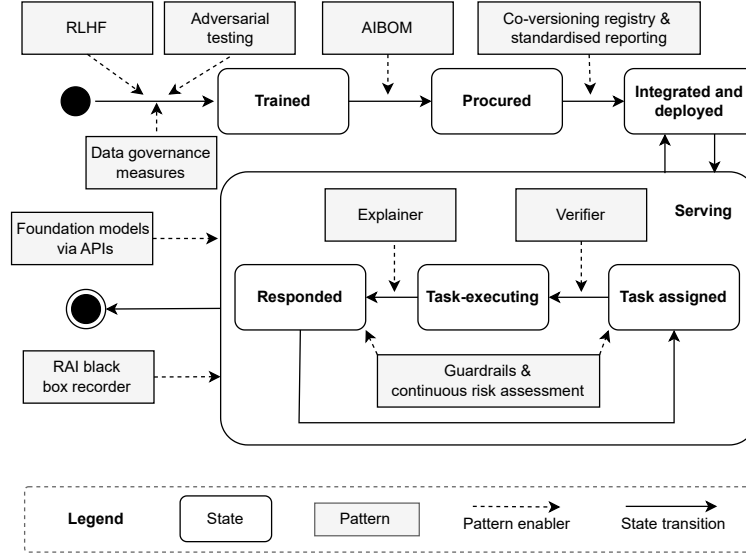 RLHF
Adversarial
testing
AIBOM
Co-versioning registry &
standardised reporting
Trained
Procured
Integrated and
deployed
Data governance
measures
Serving
Foundation models
via APIs
Explainer
Verifier
Responded
Task-executing
Task assigned
RAI black
box recorder
Guardrails &
continuous risk assessment
Legend
State
Pattern
Pattern enabler
State transition